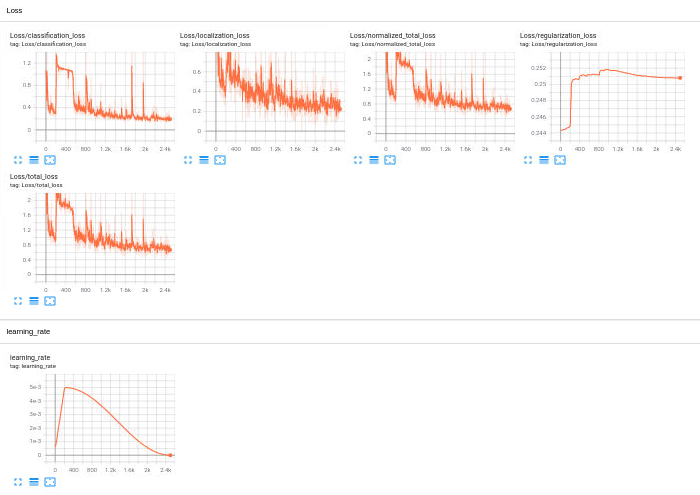 Loss
Loss/classification_loss
tag: Loss/classification_loss
1.2
0.8
0.4
0
0 400 800 1.2k 1.6k 2k 2.4k
Loss/localization_loss
tag: Loss/localization_loss
0.6
0.4
0.2
0
0 400 800 1.2k 1.6k 2k 2.4k
Loss/normalized_total_loss
tag: Loss/normalized_total_loss
2
1.6
1.2
0.8
0.4
0
0 400 800 1.2k 1.6k 2k 2.4k
Loss/regularization_loss
tag: Loss/regularization_loss
0.252
0.25
0.248
0.246
0.244
0 400 800 1.2k 1.6k 2k 2.4k
Loss/total_loss
tag: Loss/total_loss
2
1.6
1.2
0.8
0.4
0
0 400 800 1.2k 1.6k 2k 2.4k
learning_rate
learning_rate
tag: learning_rate
5e-3
4e-3
3e-3
2e-3
1e-3
0
0 400 800 1.2k 1.6k 2k 2.4k